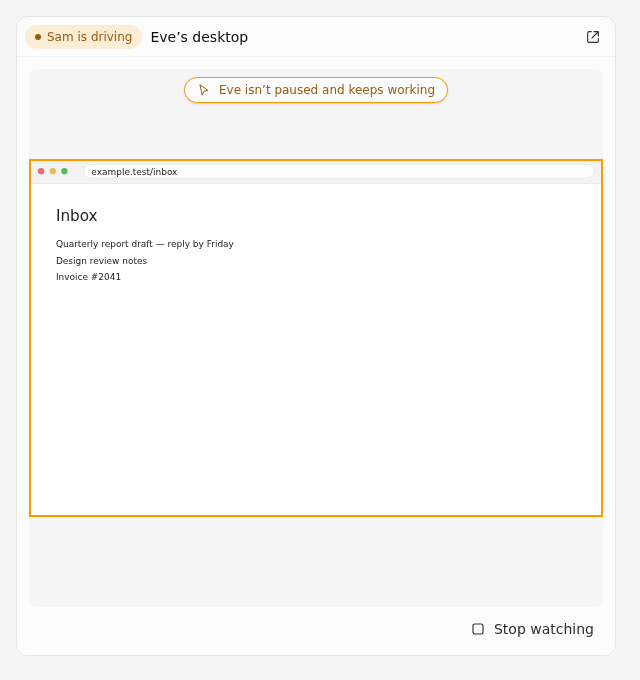 Sam is driving Eve’s desktop
Eve isn’t paused and keeps working
example.test/inbox
Inbox
Quarterly report draft — reply by Friday
Design review notes
Invoice #2041
Stop watching